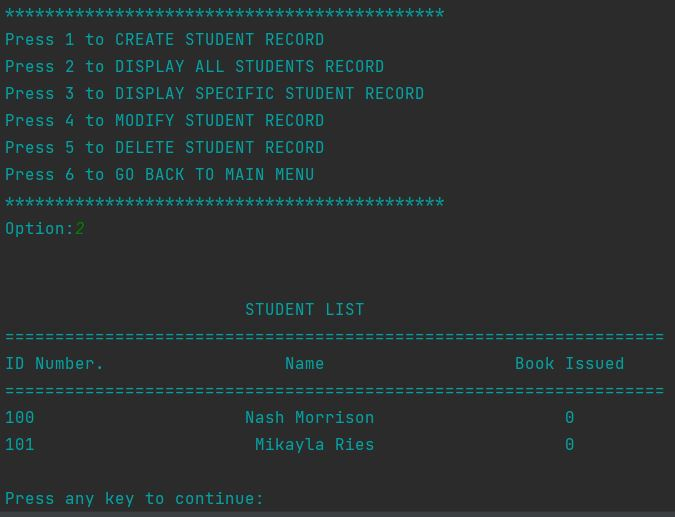 ********************************************
Press 1 to CREATE STUDENT RECORD
Press 2 to DISPLAY ALL STUDENTS RECORD
Press 3 to DISPLAY SPECIFIC STUDENT RECORD
Press 4 to MODIFY STUDENT RECORD
Press 5 to DELETE STUDENT RECORD
Press 6 to GO BACK TO MAIN MENU
********************************************
Option:2
STUDENT LIST
==================================================================
ID Number. Name Book Issued
==================================================================
100 Nash Morrison 0
101 Mikayla Ries 0
Press any key to continue: